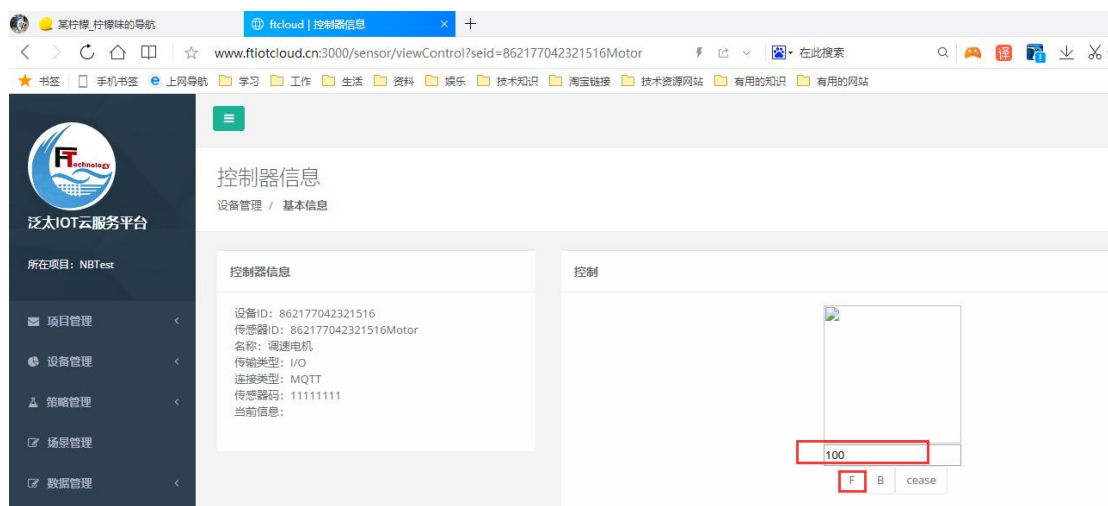 某柠檬_柠檬味的导航
ftcloud | 控制器信息
www.ftiotcloud.cn:3000/sensor/viewControl?seid=862177042321516Motor
在此搜索
译
书签 手机书签 上网导航 学习 工作 生活 资料 娱乐 技术知识 淘宝链接 技术资源网站 有用的知识 有用的网站
FTechnology
泛太IOT云服务平台
所在项目：NBTest
项目管理
设备管理
策略管理
场景管理
数据管理
控制器信息
设备管理 / 基本信息
控制器信息
设备ID：862177042321516
传感器ID：862177042321516Motor
名称：调速电机
传输类型：I/O
连接类型：MQTT
传感器码：11111111
当前信息：
控制
100
F B cease